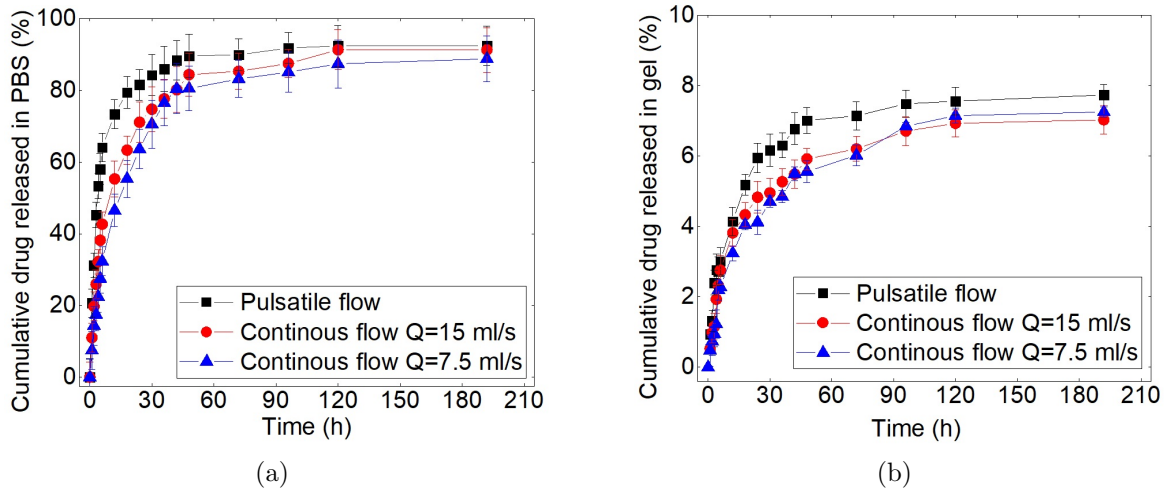 Cumulative drug released in PBS (%)
100
80
60
40
20
0
Pulsatile flow
Continous flow Q=15 ml/s
Continous flow Q=7.5 ml/s
0 30 60 90 120 150 180 210
Time (h)
(a)
Cumulative drug released in gel (%)
10
8
6
4
2
0
Pulsatile flow
Continous flow Q=15 ml/s
Continous flow Q=7.5 ml/s
0 30 60 90 120 150 180 210
Time (h)
(b)